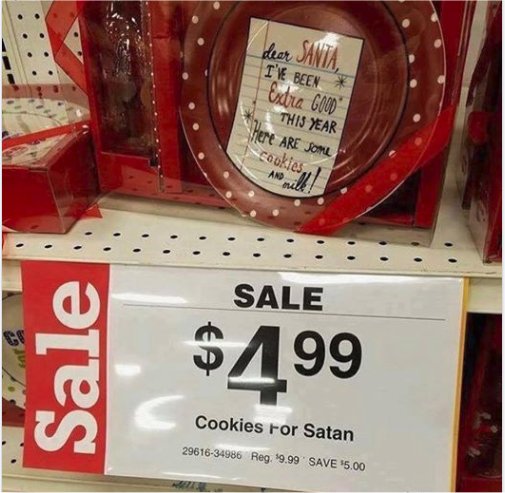 dear SANTA
I'VE BEEN
Extra GOOD
THIS YEAR
Here ARE some
cookies
AND
milk!
Sale
SALE
$4.99
Cookies For Satan
29616-34986 Reg. $9.99 SAVE $5.00